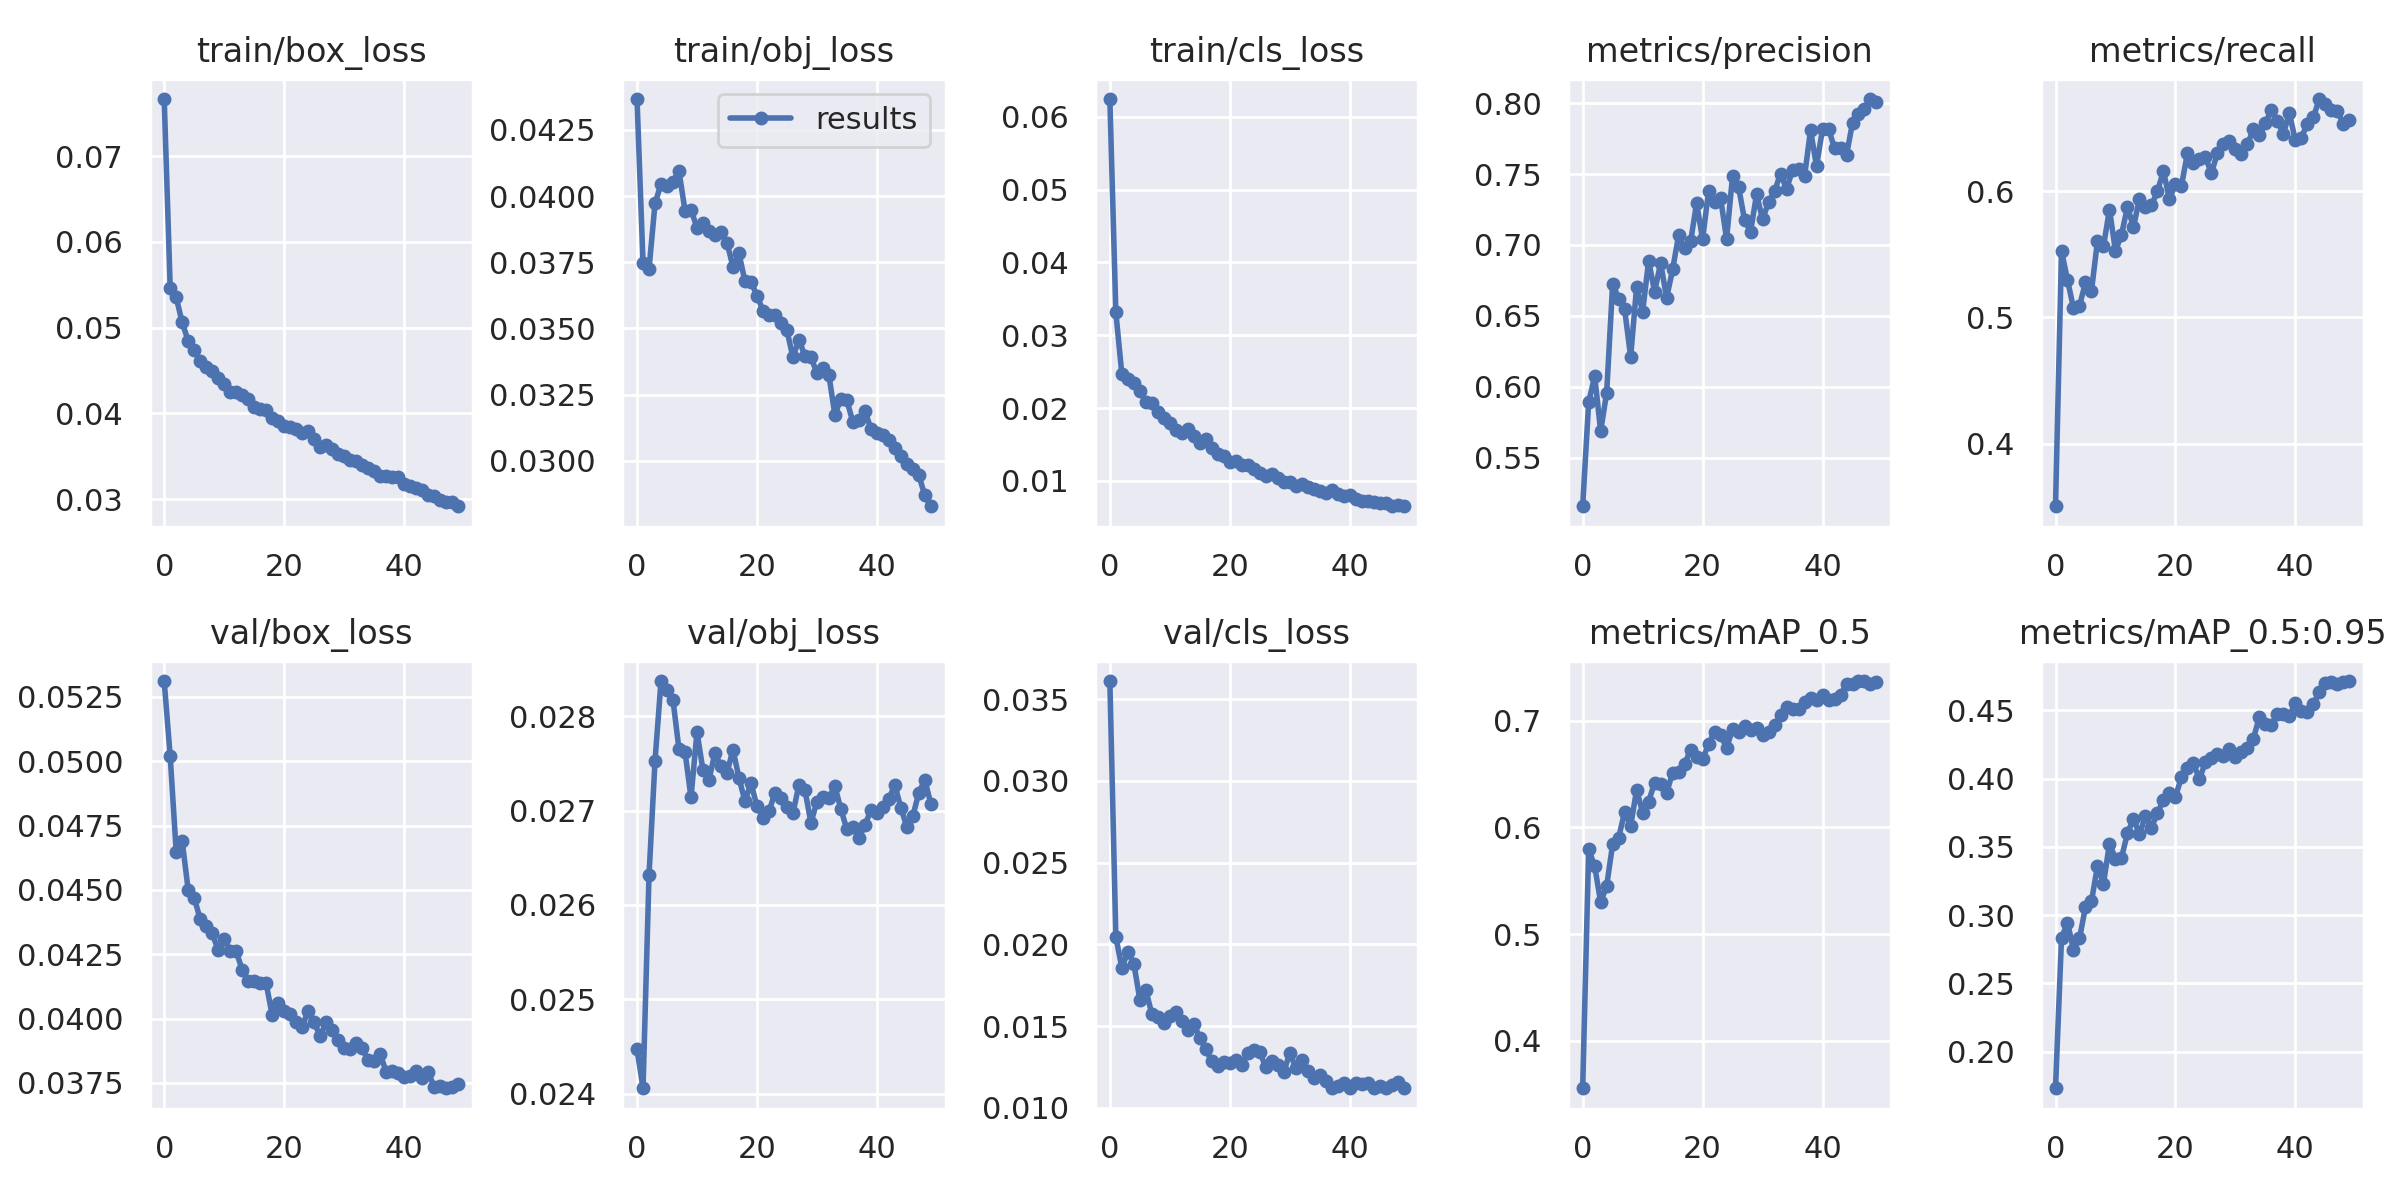 train/box_loss
0.07
0.06
0.05
0.04
0.03
0 20 40
train/obj_loss
results
0.0425
0.0400
0.0375
0.0350
0.0325
0.0300
0 20 40
train/cls_loss
0.06
0.05
0.04
0.03
0.02
0.01
0 20 40
metrics/precision
0.80
0.75
0.70
0.65
0.60
0.55
0 20 40
metrics/recall
0.6
0.5
0.4
0 20 40
val/box_loss
0.0525
0.0500
0.0475
0.0450
0.0425
0.0400
0.0375
0 20 40
val/obj_loss
0.028
0.027
0.026
0.025
0.024
0 20 40
val/cls_loss
0.035
0.030
0.025
0.020
0.015
0.010
0 20 40
metrics/mAP_0.5
0.7
0.6
0.5
0.4
0 20 40
metrics/mAP_0.5:0.95
0.45
0.40
0.35
0.30
0.25
0.20
0 20 40